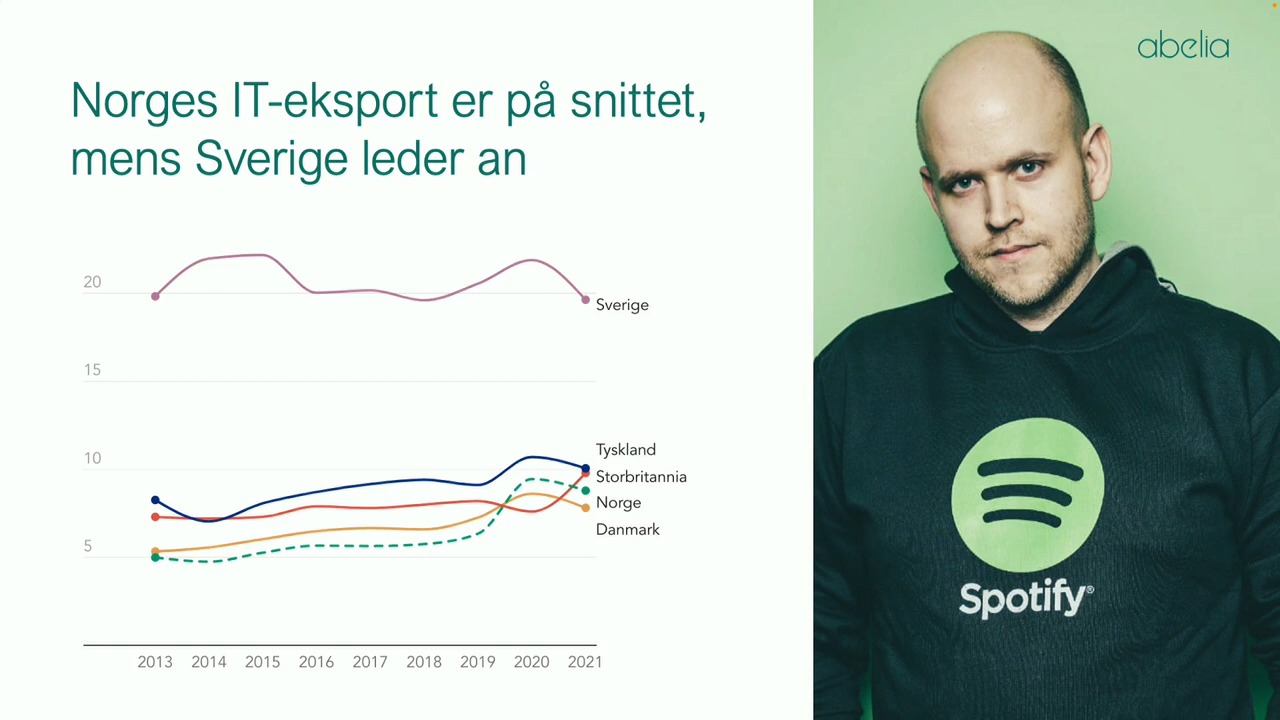 abelia
Norges IT-eksport er på snittet,
mens Sverige leder an
20
Sverige
15
Tyskland
10
Storbritannia
Norge
Danmark
5
2013 2014 2015 2016 2017 2018 2019 2020 2021
Spotify®